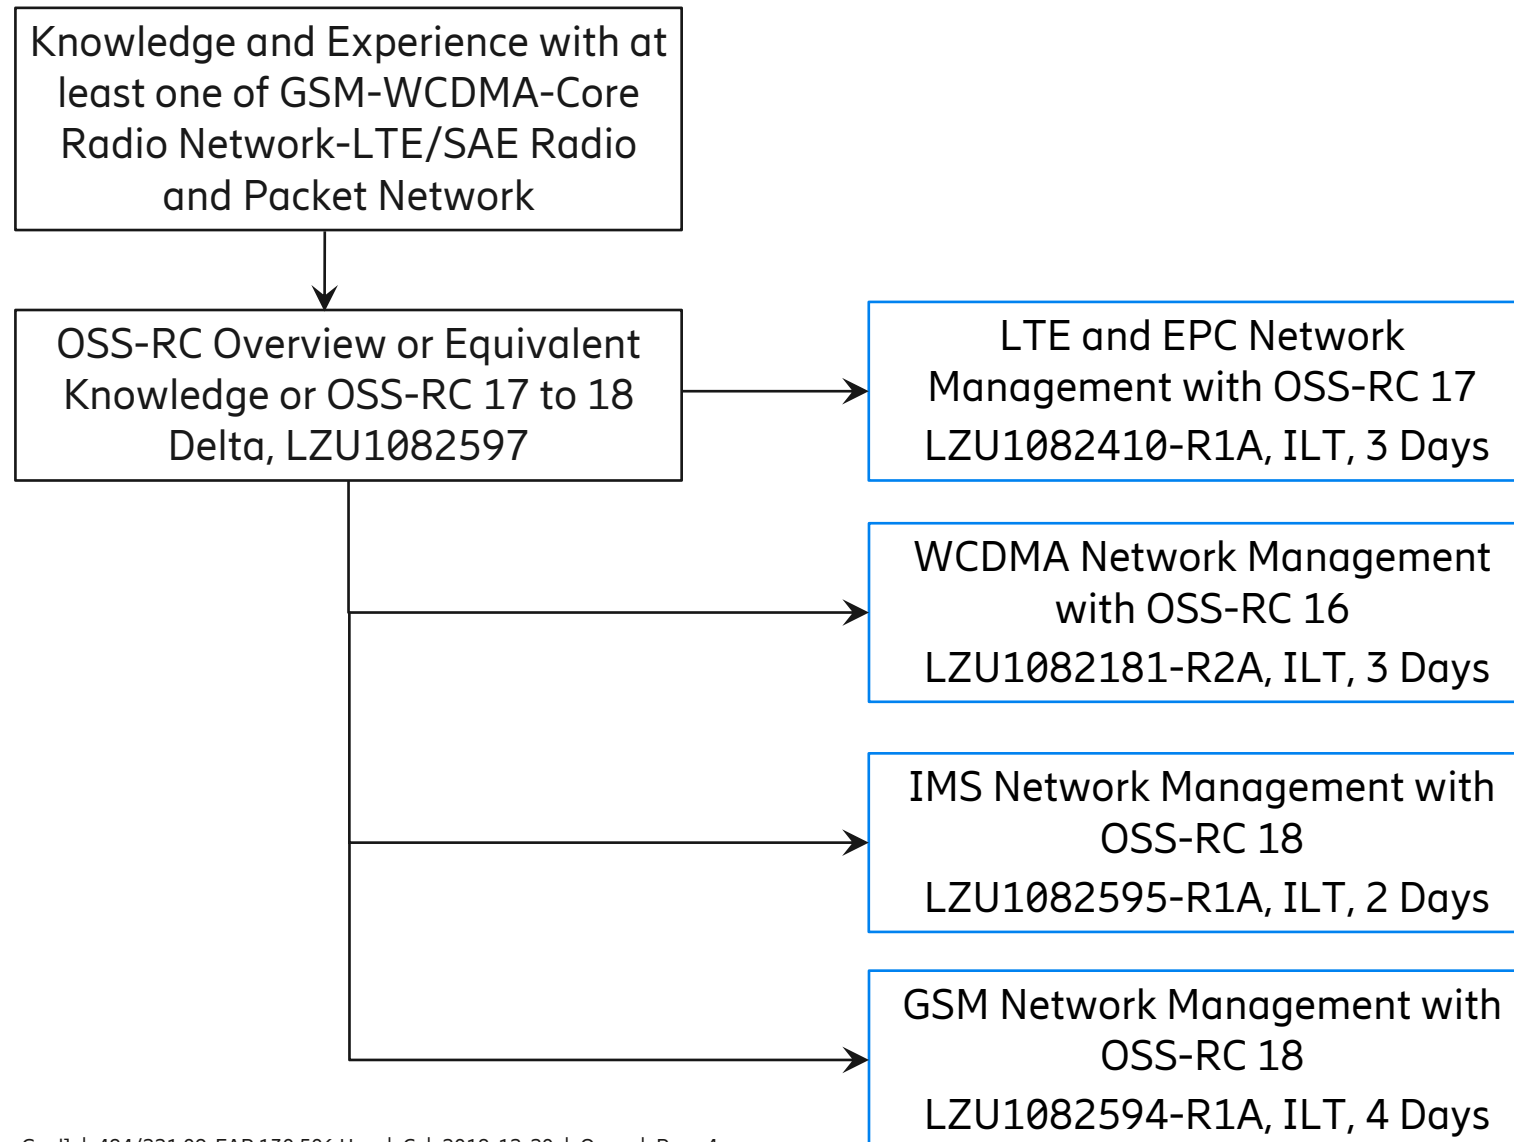 Knowledge and Experience with at
least one of GSM-WCDMA-Core
Radio Network-LTE/SAE Radio
and Packet Network
OSS-RC Overview or Equivalent
Knowledge or OSS-RC 17 to 18
Delta, LZU1082597
LTE and EPC Network
Management with OSS-RC 17
LZU1082410-R1A, ILT, 3 Days
WCDMA Network Management
with OSS-RC 16
LZU1082181-R2A, ILT, 3 Days
IMS Network Management with
OSS-RC 18
LZU1082595-R1A, ILT, 2 Days
GSM Network Management with
OSS-RC 18
LZU1082594-R1A, ILT, 4 Days